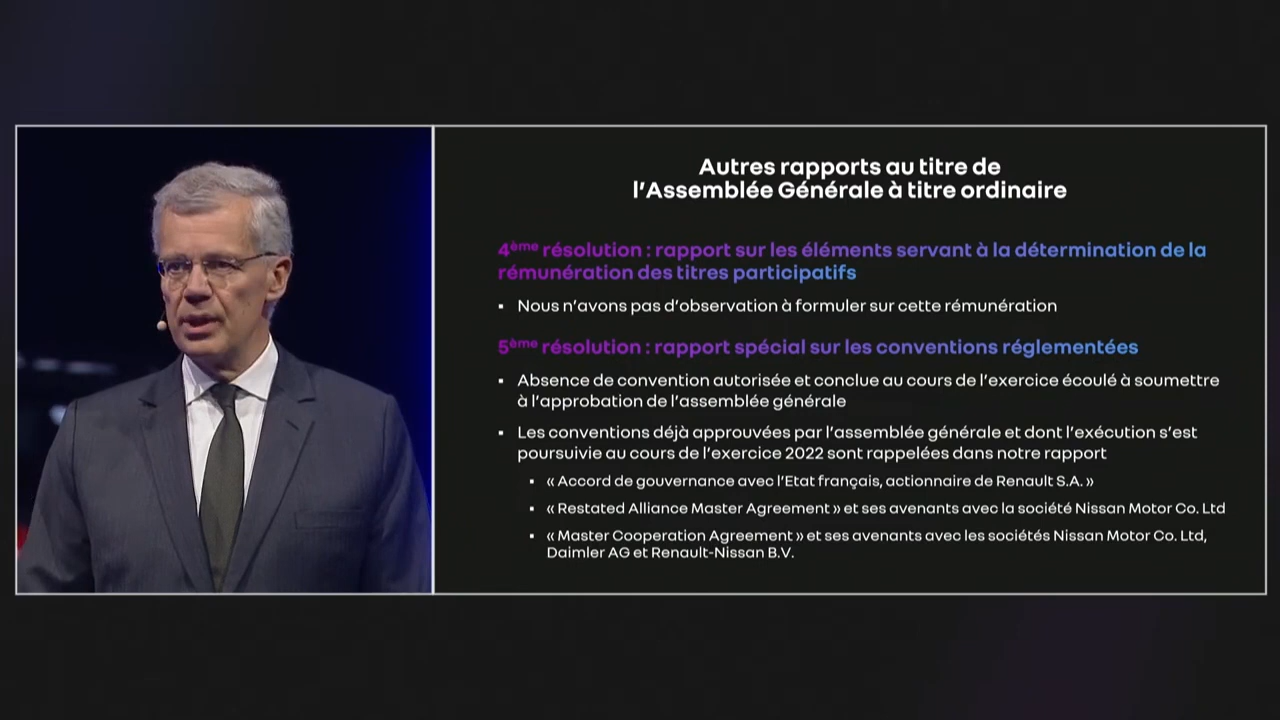 Autres rapports au titre de
l'Assemblée Générale à titre ordinaire
4ème résolution : rapport sur les éléments servant à la détermination de la
rémunération des titres participatifs
▪ Nous n'avons pas d'observation à formuler sur cette rémunération
5ème résolution : rapport spécial sur les conventions réglementées
▪ Absence de convention autorisée et conclue au cours de l'exercice écoulé à soumettre
à l'approbation de l'assemblée générale
▪ Les conventions déjà approuvées par l'assemblée générale et dont l'exécution s'est
poursuivie au cours de l'exercice 2022 sont rappelées dans notre rapport
▪ « Accord de gouvernance avec l'Etat français, actionnaire de Renault S.A. »
▪ « Restated Alliance Master Agreement » et ses avenants avec la société Nissan Motor Co. Ltd
▪ « Master Cooperation Agreement » et ses avenants avec les sociétés Nissan Motor Co. Ltd,
Daimler AG et Renault-Nissan B.V.